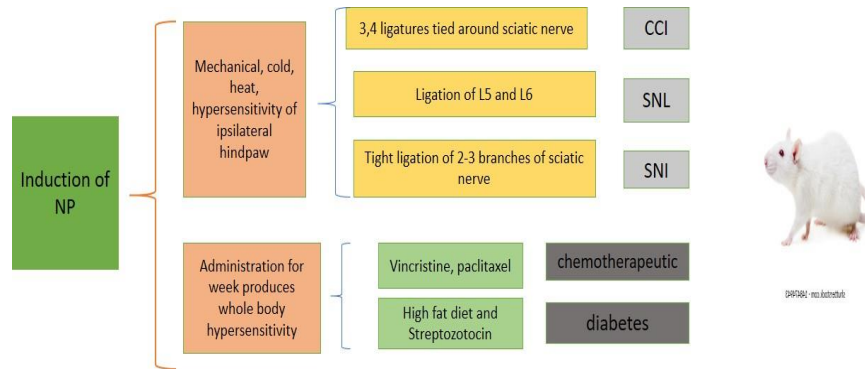 Induction of
NP
Mechanical, cold,
heat,
hypersensitivity of
ipsilateral
hindpaw
3,4 ligatures tied around sciatic nerve
CCI
Ligation of L5 and L6
SNL
Tight ligation of 2-3 branches of sciatic
nerve
SNI
Administration for
week produces
whole body
hypersensitivity
Vincristine, paclitaxel
chemotherapeutic
High fat diet and
Streptozotocin
diabetes